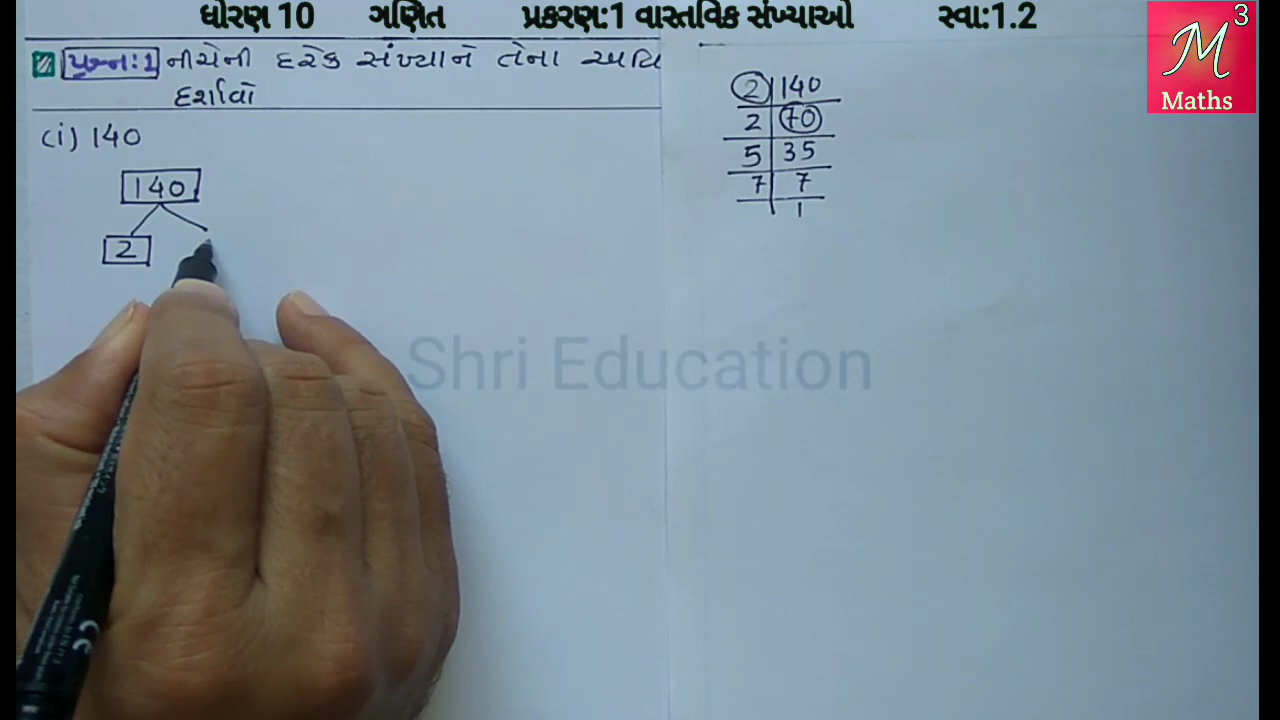 ધોરણ 10 ગણિત પ્રકરણ:1 વાસ્તવિક સંખ્યાઓ સ્વા:1.2
M3
Maths
પ્રશ્ન:1 નીચેની દરેક સંખ્યાને તેના અવિ
દર્શાવો
(i) 140
140
2
2 140
2 70
5 35
7 7
1
Shri Education